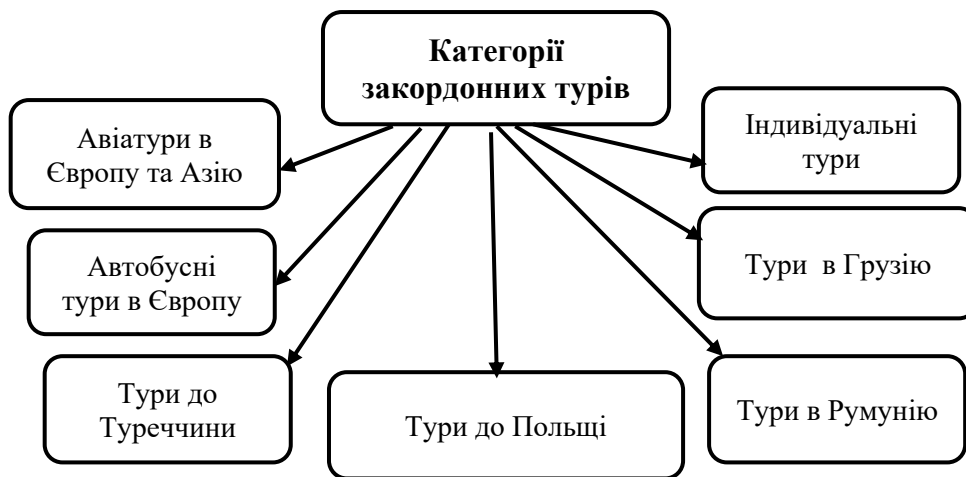 Категорії
закордонних турів
Авіатури в
Європу та Азію
Індивідуальні
тури
Автобусні
тури в Європу
Тури в Грузію
Тури до
Туреччини
Тури до Польщі
Тури в Румунію